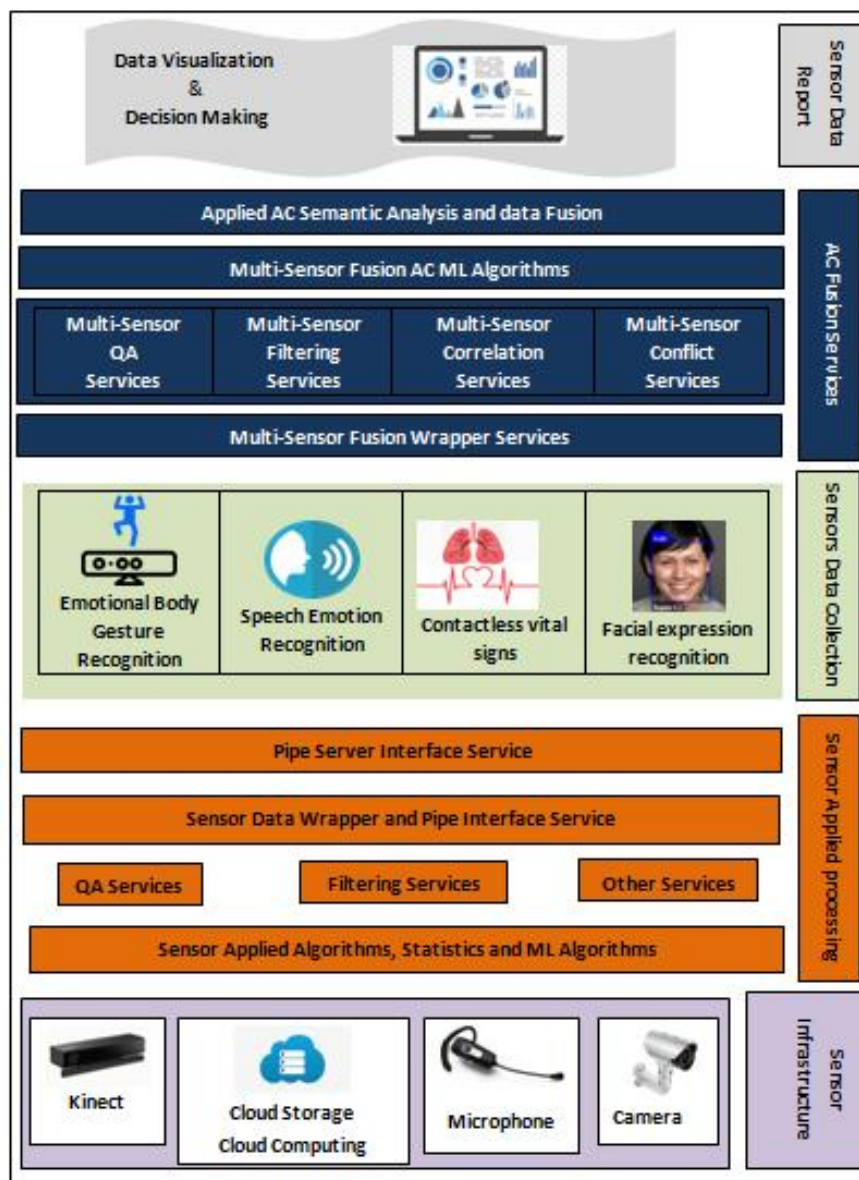 Data Visualization
&
Decision Making
Sensor Data
Report
Applied AC Semantic Analysis and data Fusion
Multi-Sensor Fusion AC ML Algorithms
Multi-Sensor
QA
Services
Multi-Sensor
Filtering
Services
Multi-Sensor
Correlation
Services
Multi-Sensor
Conflict
Services
Multi-Sensor Fusion Wrapper Services
AC Fusion Services
Emotional Body
Gesture
Recognition
Speech Emotion
Recognition
Contactless vital
signs
Facial expression
recognition
Sensors Data Collection
Pipe Server Interface Service
Sensor Data Wrapper and Pipe Interface Service
QA Services
Filtering Services
Other Services
Sensor Applied Algorithms, Statistics and ML Algorithms
Sensor Applied processing
Kinect
Cloud Storage
Cloud Computing
Microphone
Camera
Sensor
Infrastructure